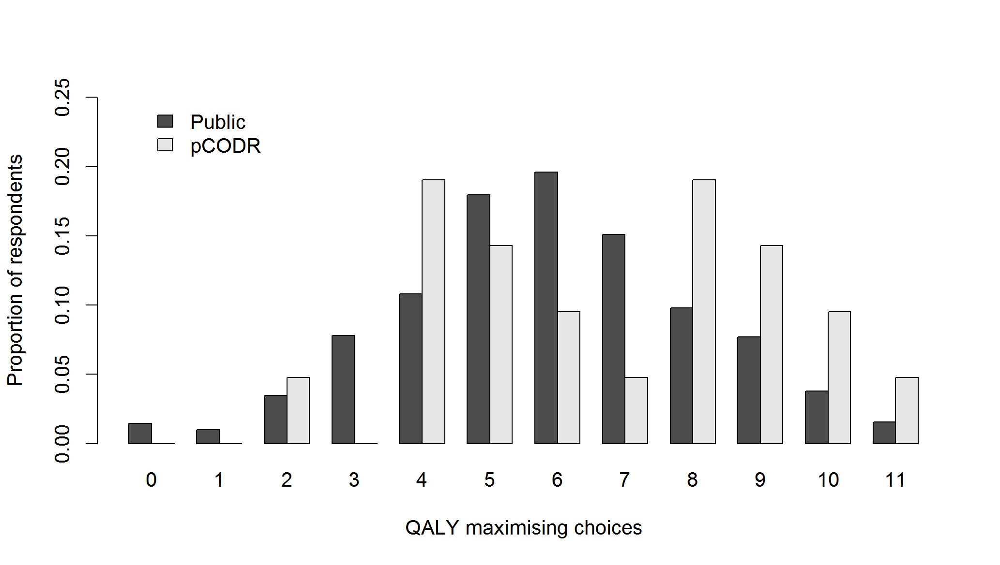 Public
pCODR
Proportion of respondents
0.25
0.20
0.15
0.10
0.05
0.00
0 1 2 3 4 5 6 7 8 9 10 11
QALY maximising choices